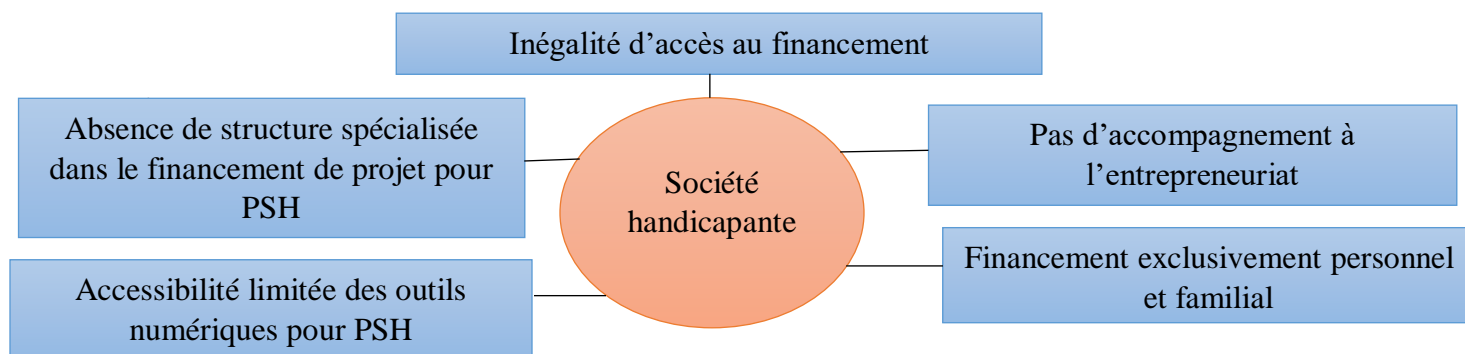 Inégalité d’accès au financement
Absence de structure spécialisée
dans le financement de projet pour
PSH
Pas d’accompagnement à
l’entrepreneuriat
Société
handicapante
Accessibilité limitée des outils
numériques pour PSH
Financement exclusivement personnel
et familial